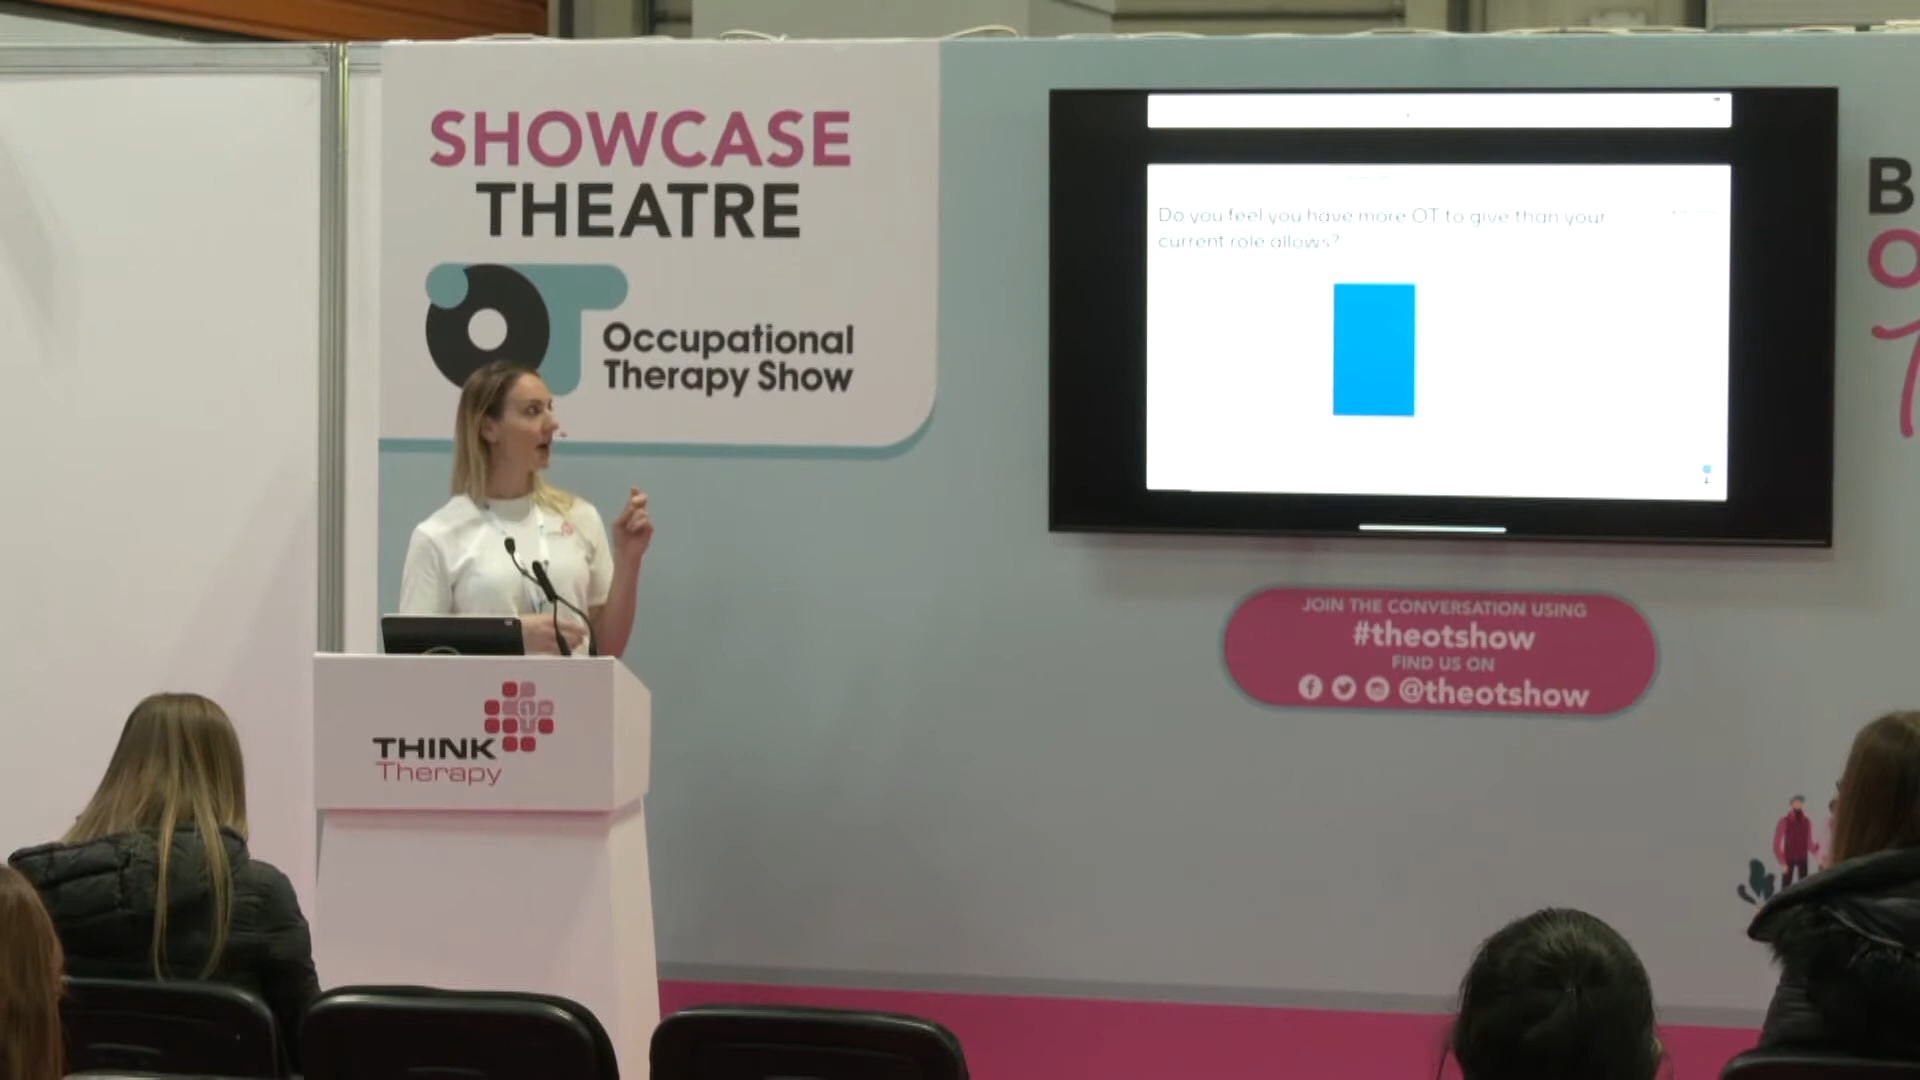 SHOWCASE
THEATRE
OT
Occupational
Therapy Show
Do you feel you have more OT to give than your
current role allows?
JOIN THE CONVERSATION USING
#theotshow
FIND US ON
@theotshow
THINK
Therapy